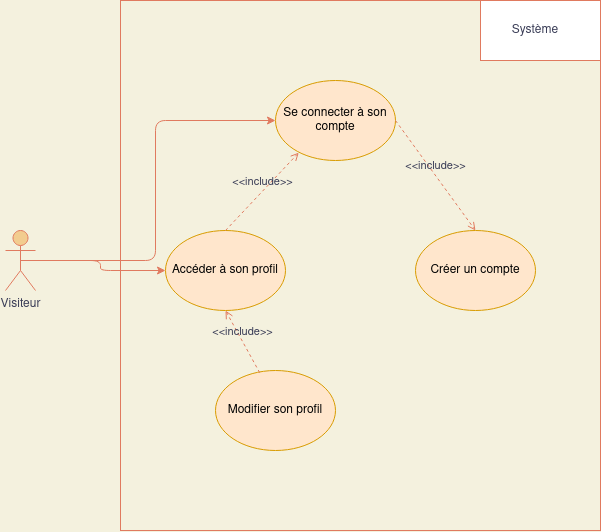 Système
Se connecter à son
compte
<<include>>
<<include>>
Accéder à son profil
Créer un compte
Visiteur
<<include>>
Modifier son profil